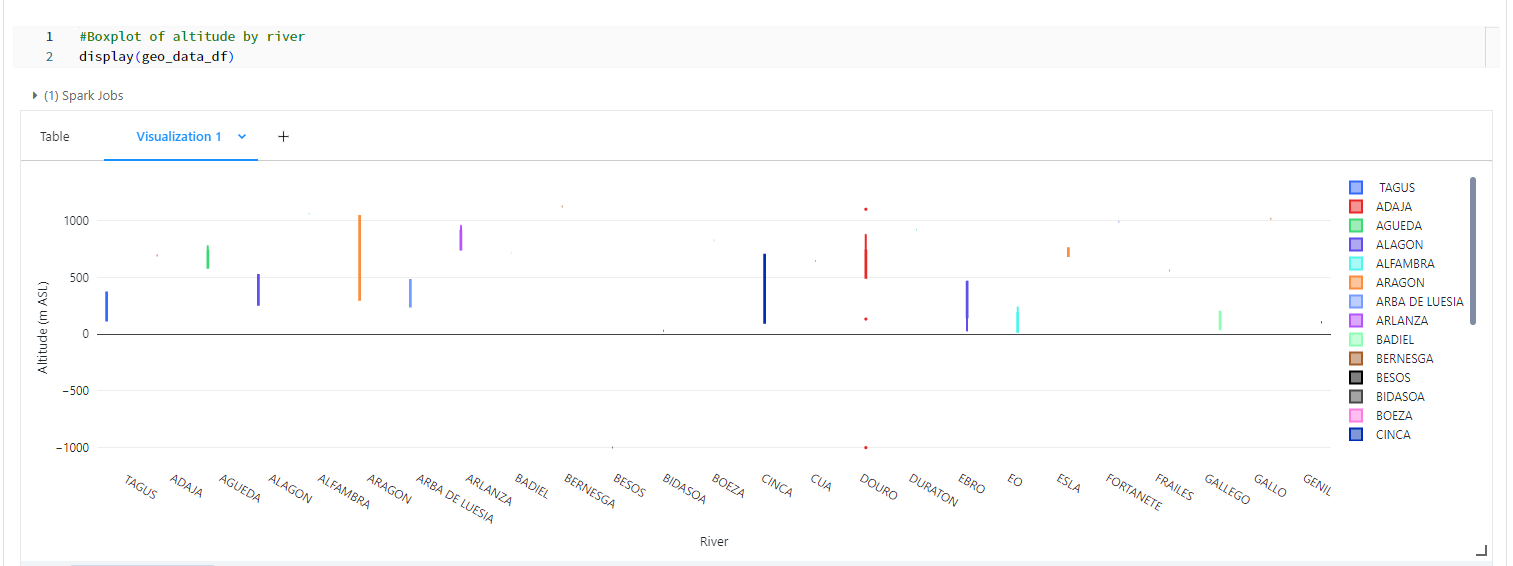 1 #Boxplot of altitude by river
2 display(geo_data_df)
(1) Spark Jobs
Table Visualization 1 +
1000
500
0
−500
−1000
Altitude (m ASL)
TAGUS
ADAJA
AGUEDA
ALAGON
ALFAMBRA
ARAGON
ARBA DE LUESIA
ARLANZA
BADIEL
BERNESGA
BESOS
BIDASOA
BOEZA
CINCA
CUA
DOURO
DURATON
EBRO
EO
ESLA
FORTANETE
FRAILES
GALLEGO
GALLO
GENIL
River
TAGUS
ADAJA
AGUEDA
ALAGON
ALFAMBRA
ARAGON
ARBA DE LUESIA
ARLANZA
BADIEL
BERNESGA
BESOS
BIDASOA
BOEZA
CINCA